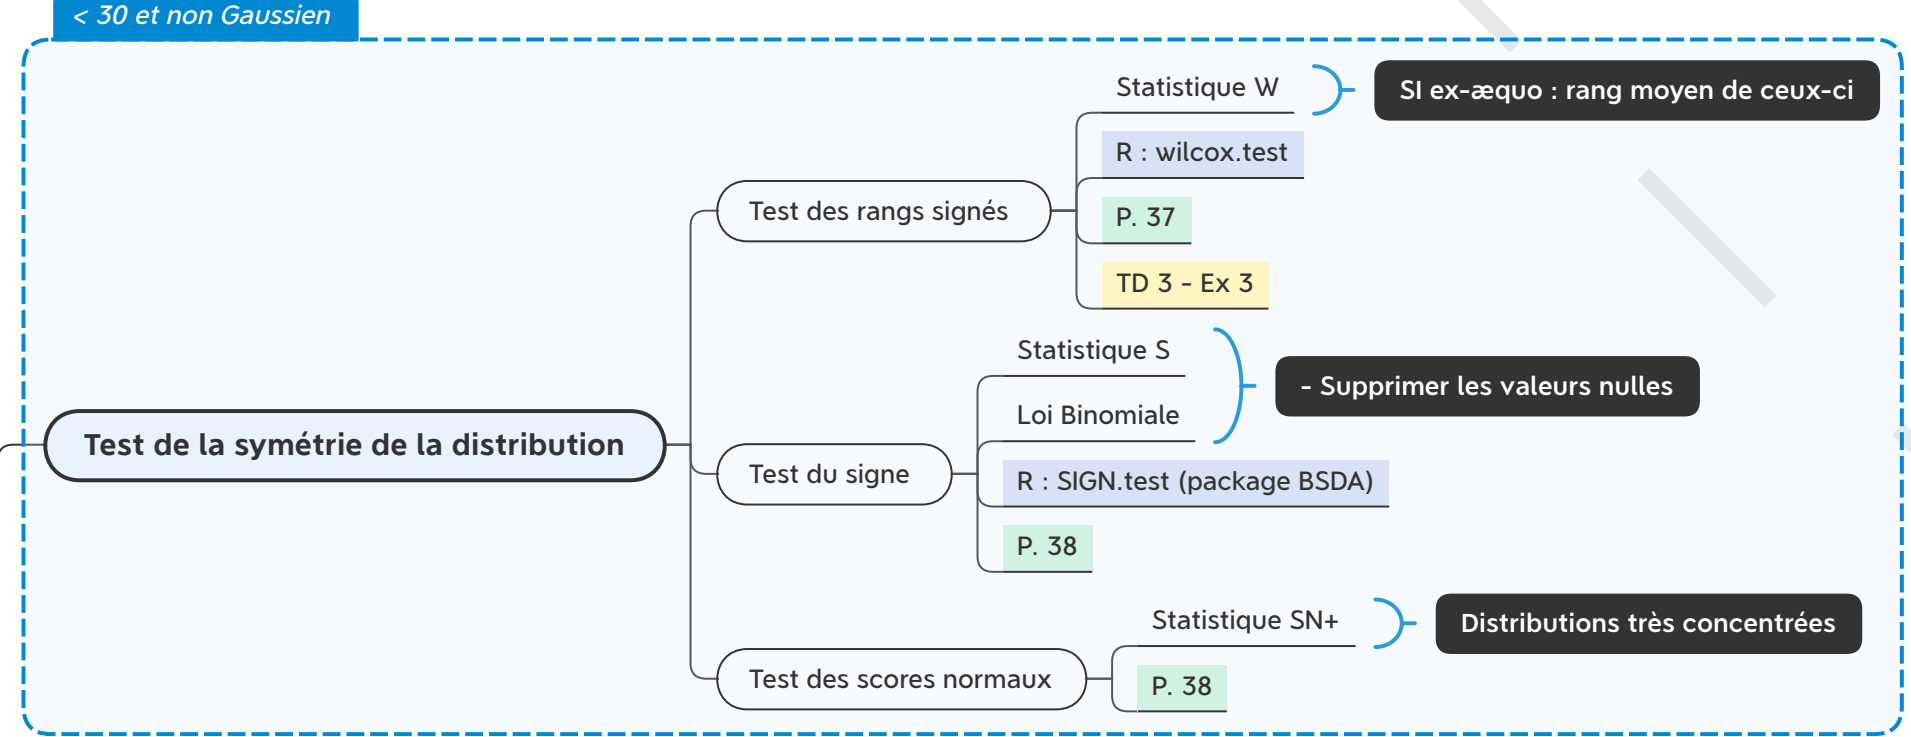 < 30 et non Gaussien
Test de la symétrie de la distribution
Test des rangs signés
Statistique W
SI ex-æquo : rang moyen de ceux-ci
R : wilcox.test
P. 37
TD 3 - Ex 3
Test du signe
Statistique S
Loi Binomiale
- Supprimer les valeurs nulles
R : SIGN.test (package BSDA)
P. 38
Test des scores normaux
Statistique SN+
Distributions très concentrées
P. 38